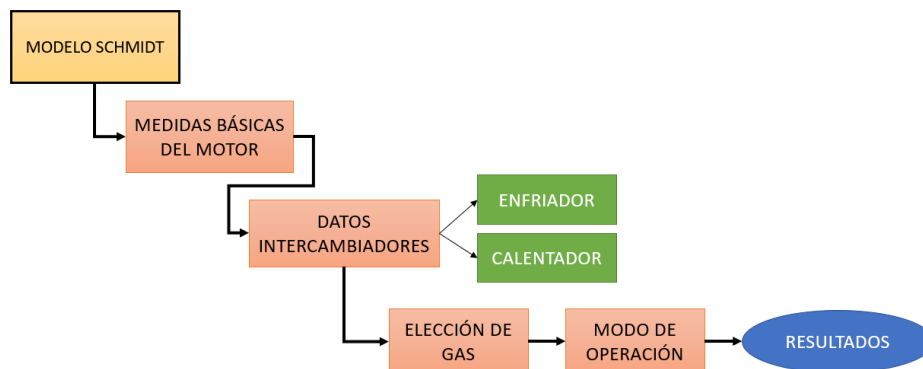 MODELO SCHMIDT
MEDIDAS BÁSICAS
DEL MOTOR
DATOS
INTERCAMBIADORES
ENFRIADOR
CALENTADOR
ELECCIÓN DE
GAS
MODO DE
OPERACIÓN
RESULTADOS